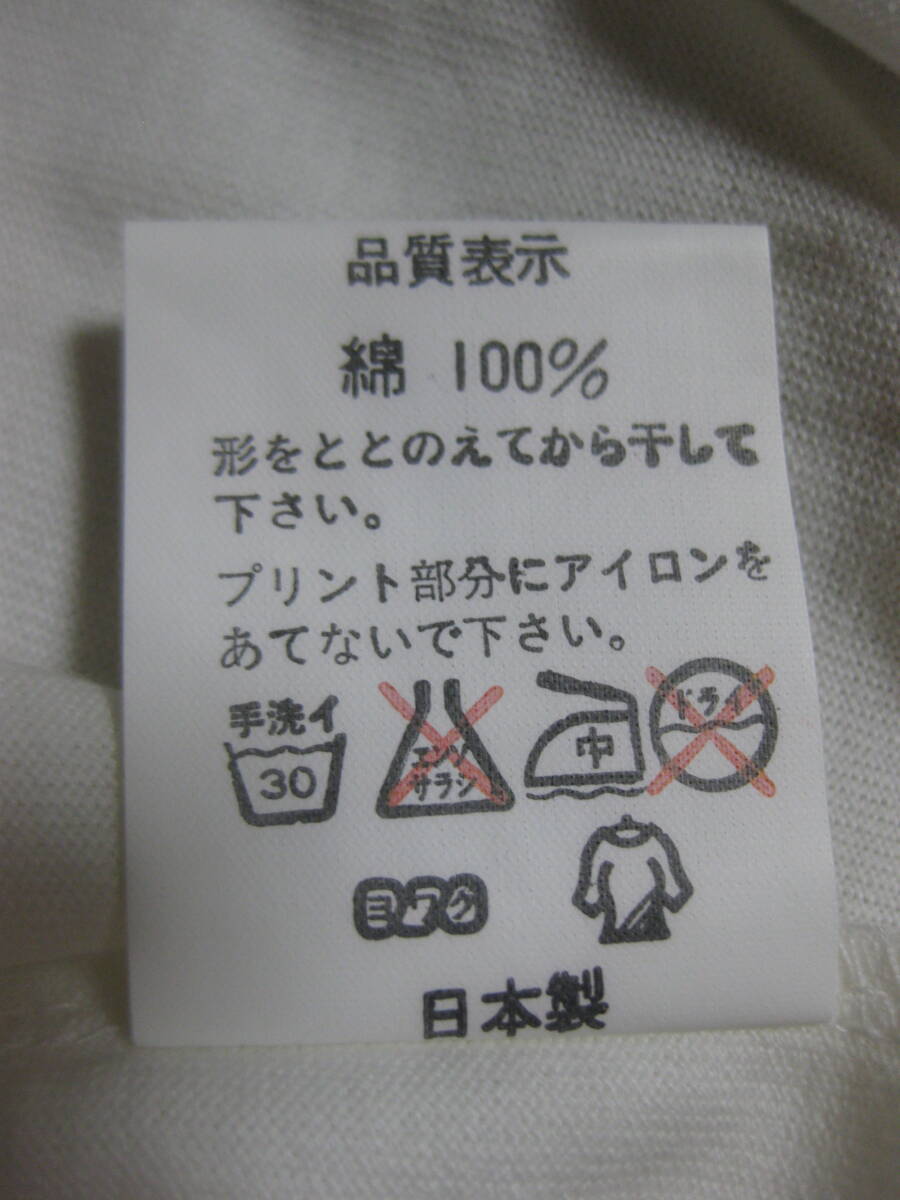 品質表示
綿 100%
形をととのえてから干して
下さい。
プリント部分にアイロンを
あてないで下さい。
手洗イ
30
エンソ
サラシ
中
ドライ
日本製